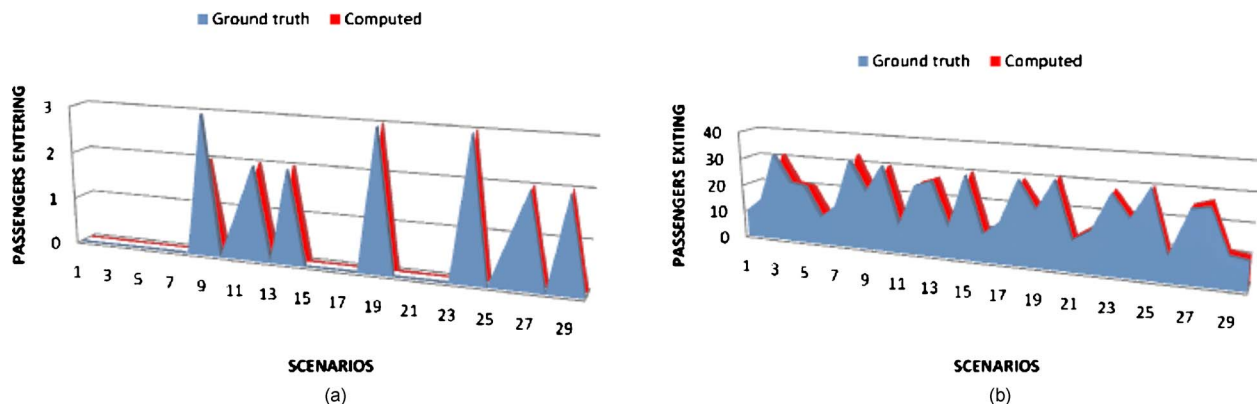 Ground truth Computed
PASSENGERS ENTERING
3
2
1
0
1 3 5 7 9 11 13 15 17 19 21 23 25 27 29
SCENARIOS
(a)
Ground truth Computed
PASSENGERS EXITING
40
30
20
10
0
1 3 5 7 9 11 13 15 17 19 21 23 25 27 29
SCENARIOS
(b)